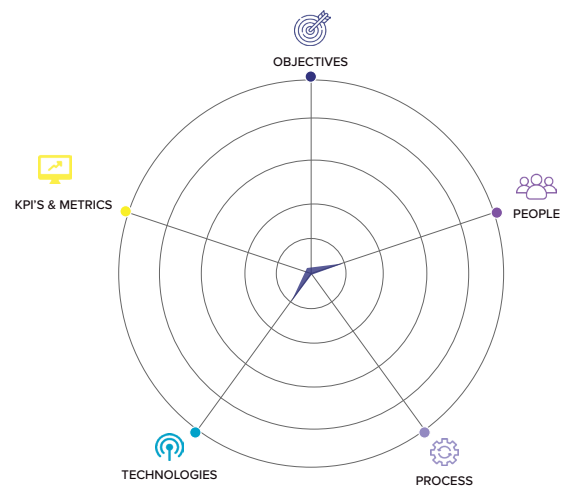 OBJECTIVES
KPI'S & METRICS
PEOPLE
TECHNOLOGIES
PROCESS